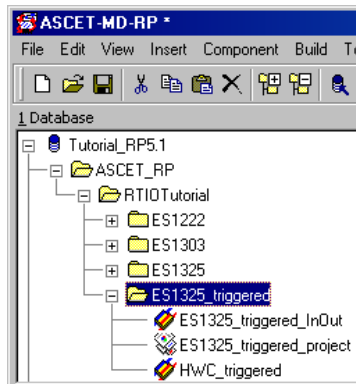 ASCET-MD-RP *
File Edit View Insert Component Build
1 Database
Tutorial_RP5.1
ASCET_RP
RTIOTutorial
ES1222
ES1303
ES1325
ES1325_triggered
ES1325_triggered_InOut
ES1325_triggered_project
HWC_triggered